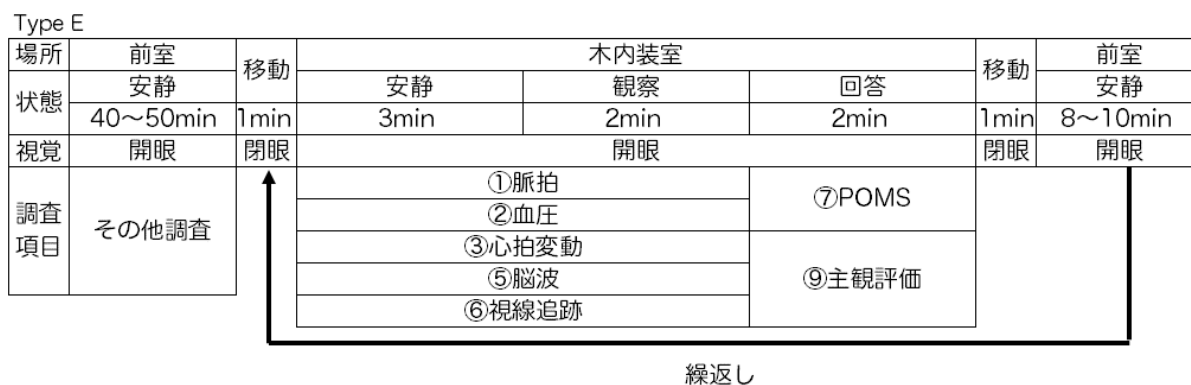 Type E
場所 前室 移動 木内装室 移動 前室
状態 安静 安静 観察 回答 安静
40〜50min 1min 3min 2min 2min 1min 8〜10min
視覚 開眼 閉眼 開眼 閉眼 開眼
調査項目 その他調査 ①脈拍 ⑦POMS
②血圧
③心拍変動 ⑨主観評価
⑤脳波
⑥視線追跡
繰返し